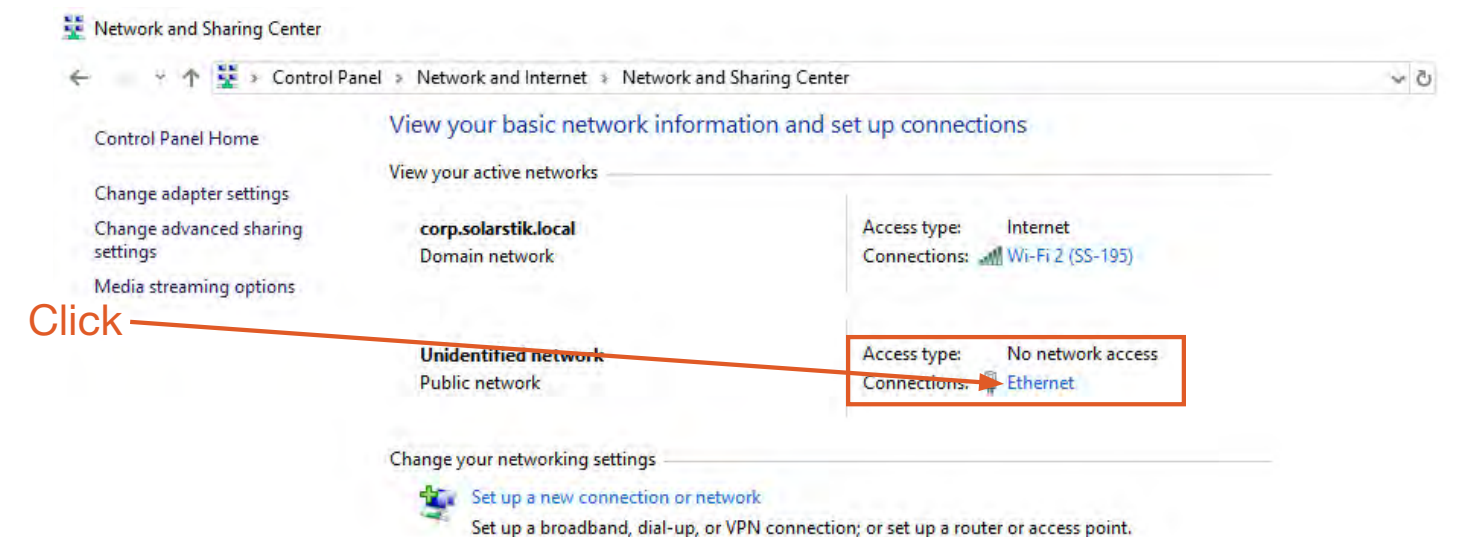 Network and Sharing Center
Control Panel > Network and Internet > Network and Sharing Center
Control Panel Home
Change adapter settings
Change advanced sharing
settings
Media streaming options
Click
View your basic network information and set up connections
View your active networks
corp.solarstik.local
Domain network
Access type: Internet
Connections: Wi-Fi 2 (SS-195)
Unidentified network
Public network
Access type: No network access
Connections: Ethernet
Change your networking settings
Set up a new connection or network
Set up a broadband, dial-up, or VPN connection; or set up a router or access point.